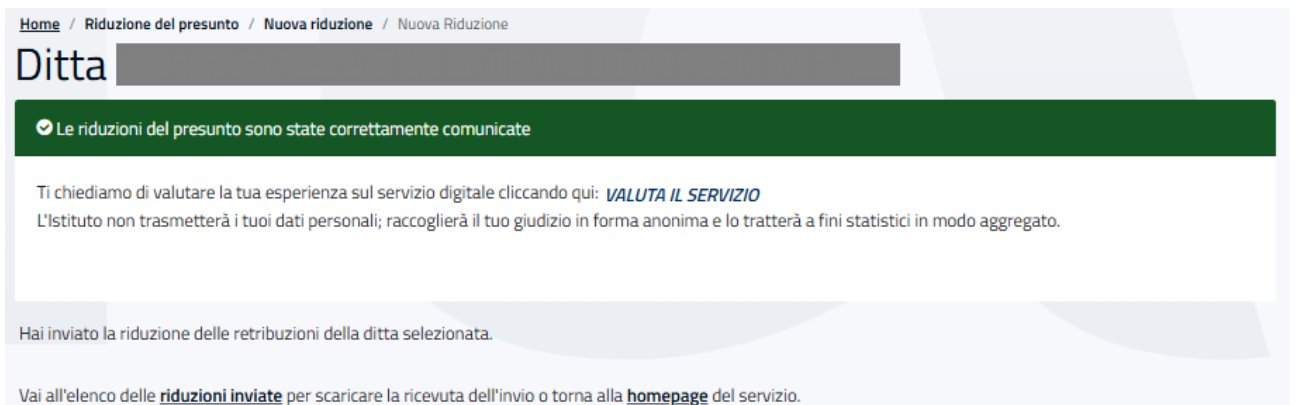 Home / Riduzione del presunto / Nuova riduzione / Nuova Riduzione
Ditta
Le riduzioni del presunto sono state correttamente comunicate
Ti chiediamo di valutare la tua esperienza sul servizio digitale cliccando qui: VALUTA IL SERVIZIO
L'Istituto non trasmetterà i tuoi dati personali; raccoglierà il tuo giudizio in forma anonima e lo tratterà a fini statistici in modo aggregato.
Hai inviato la riduzione delle retribuzioni della ditta selezionata.
Vai all'elenco delle riduzioni inviate per scaricare la ricevuta dell'invio o torna alla homepage del servizio.